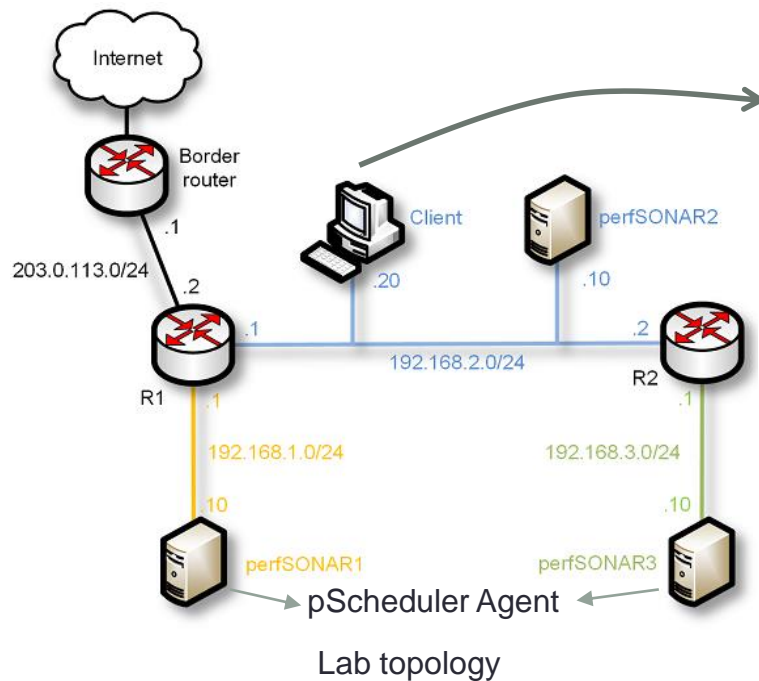 Internet
Border
router
.1
203.0.113.0/24
.2
Client
perfSONAR2
.20
.10
.1
192.168.2.0/24
.2
R1
R2
.1
.1
192.168.1.0/24
192.168.3.0/24
.10
.10
perfSONAR1
perfSONAR3
pScheduler Agent
Lab topology